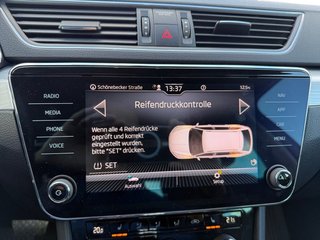 Schönebecker Straße
13:37
RADIO
MEDIA
PHONE
VOICE
Reifendruckkontrolle
Wenn alle 4 Reifendrücke
geprüft und korrekt
eingestellt wurden,
bitte "SET" drücken.
SET
Auswahl
Setup
NAV
CAR
MENU